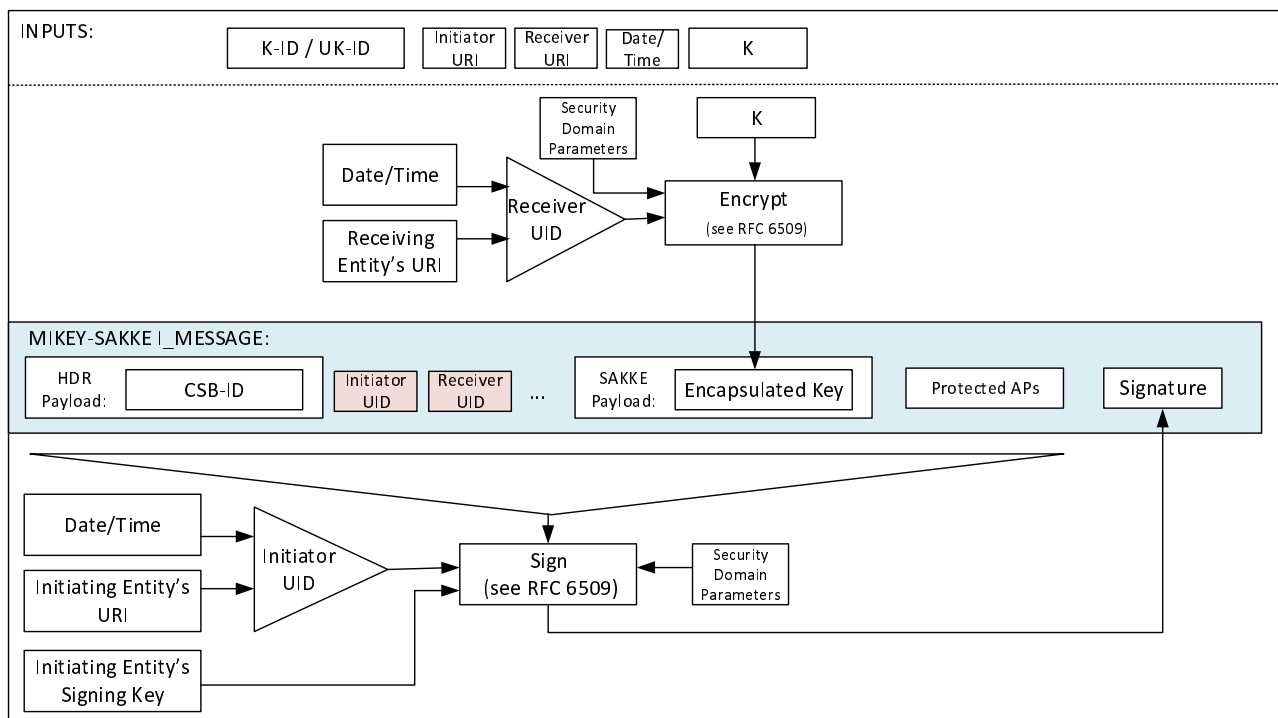 INPUTS:
K-ID / UK-ID
Initiator
URI
Receiver
URI
Date/
Time
K
Security
Domain
Parameters
K
Date/Time
Receiving
Entity's URI
Receiver
UID
Encrypt
(see RFC 6509)
MIKEY-SAKKE I_MESSAGE:
HDR
Payload:
CSB-ID
Initiator
UID
Receiver
UID
...
SAKKE
Payload:
Encapsulated Key
Protected APs
Signature
Date/Time
Initiating Entity's
URI
Initiating Entity's
Signing Key
Initiator
UID
Sign
(see RFC 6509)
Security
Domain
Parameters